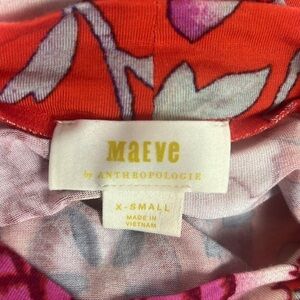 MAEVE
by ANTHROPOLOGIE
X-SMALL
MADE IN
VIETNAM